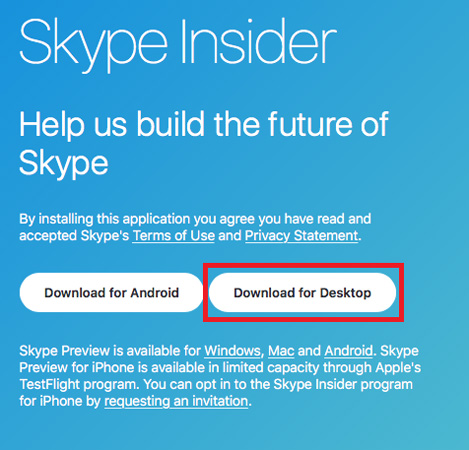 Skype Insider
Help us build the future of
Skype
By installing this application you agree you have read and
accepted Skype's Terms of Use and Privacy Statement.
Download for Android
Download for Desktop
Skype Preview is available for Windows, Mac and Android. Skype
Preview for iPhone is available in limited capacity through Apple's
TestFlight program. You can opt in to the Skype Insider program
for iPhone by requesting an invitation.